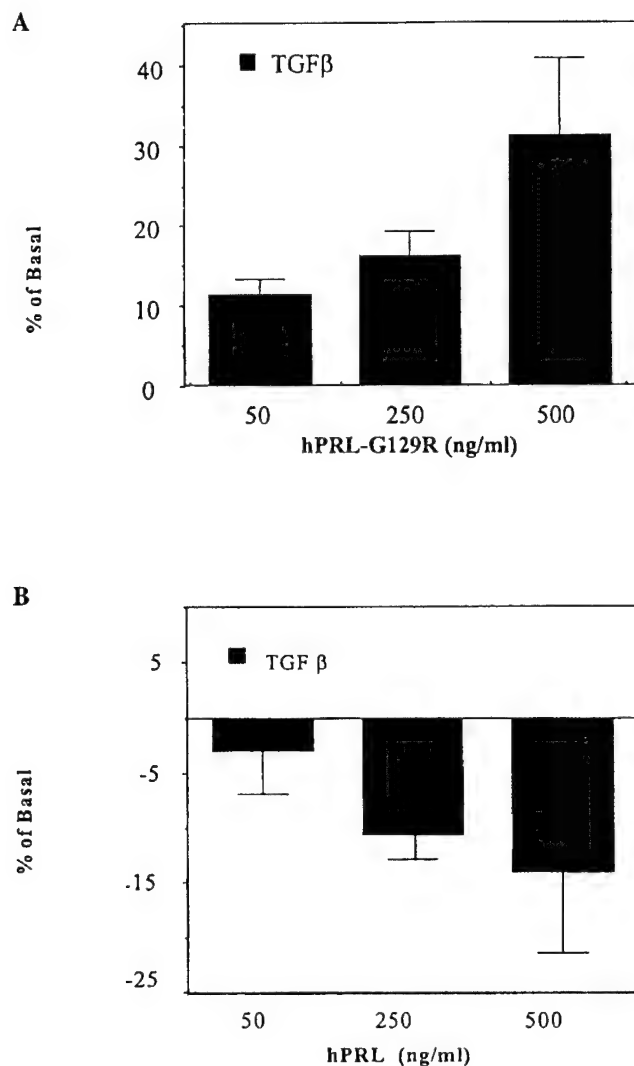 A
TGFβ
40
30
20
10
0
% of Basal
50 250 500
hPRL-G129R (ng/ml)
B
TGF β
5
-5
-15
-25
% of Basal
50 250 500
hPRL (ng/ml)